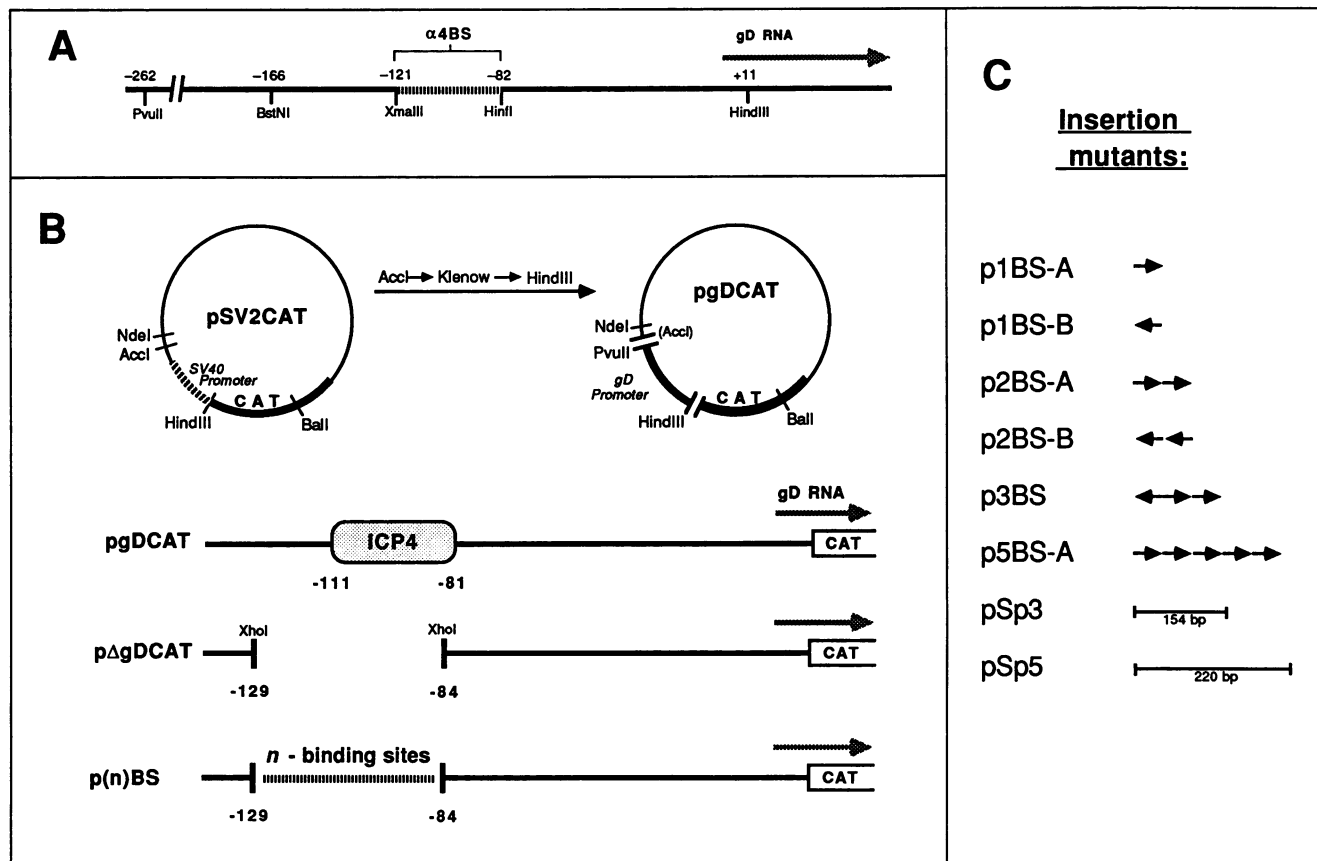 A
α4BS
gD RNA
−262 −166 −121 −82 +11
PvuII BstNI XmaIII HinfI HindIII
B
pSV2CAT
NdeI
AccI
SV40
Promoter
CAT
HindIII
BalI
AccI → Klenow → HindIII
pgDCAT
NdeI
(AccI)
PvuII
gD
Promoter
CAT
HindIII
BalI
gD RNA
pgDCAT ICP4 CAT
-111 -81
XhoI XhoI
pΔgDCAT CAT
-129 -84
n - binding sites
p(n)BS CAT
-129 -84
C
Insertion
mutants:
p1BS-A
p1BS-B
p2BS-A
p2BS-B
p3BS
p5BS-A
pSp3 154 bp
pSp5 220 bp